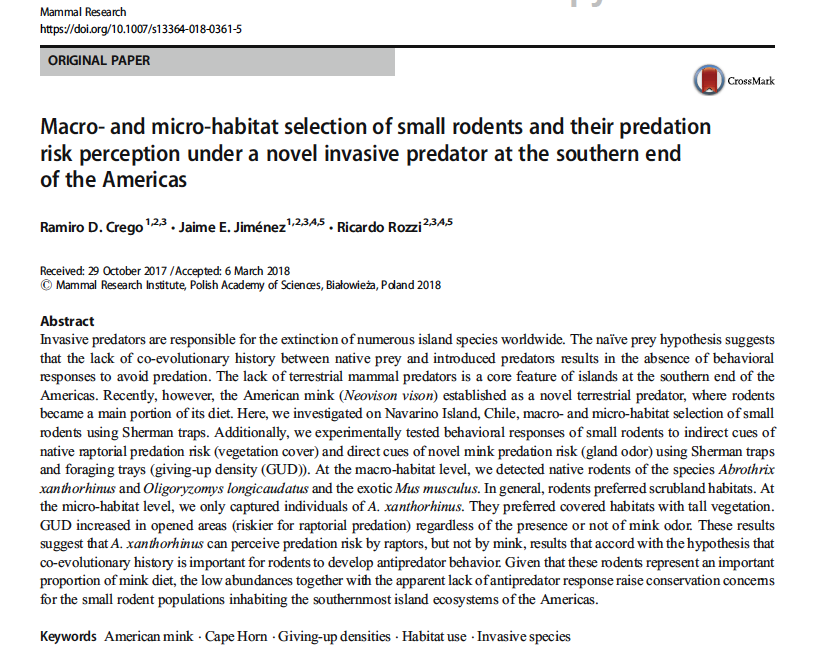 Mammal Research
https://doi.org/10.1007/s13364-018-0361-5
ORIGINAL PAPER
CrossMark
Macro- and micro-habitat selection of small rodents and their predation
risk perception under a novel invasive predator at the southern end
of the Americas
Ramiro D. Crego 1,2,3 · Jaime E. Jiménez 1,2,3,4,5 · Ricardo Rozzi 2,3,4,5
Received: 29 October 2017 / Accepted: 6 March 2018
© Mammal Research Institute, Polish Academy of Sciences, Białowieża, Poland 2018
Abstract
Invasive predators are responsible for the extinction of numerous island species worldwide. The naïve prey hypothesis suggests
that the lack of co-evolutionary history between native prey and introduced predators results in the absence of behavioral
responses to avoid predation. The lack of terrestrial mammal predators is a core feature of islands at the southern end of the
Americas. Recently, however, the American mink (Neovison vison) established as a novel terrestrial predator, where rodents
became a main portion of its diet. Here, we investigated on Navarino Island, Chile, macro- and micro-habitat selection of small
rodents using Sherman traps. Additionally, we experimentally tested behavioral responses of small rodents to indirect cues of
native raptorial predation risk (vegetation cover) and direct cues of novel mink predation risk (gland odor) using Sherman traps
and foraging trays (giving-up density (GUD)). At the macro-habitat level, we detected native rodents of the species Abrothrix
xanthorhinus and Oligoryzomys longicaudatus and the exotic Mus musculus. In general, rodents preferred scrubland habitats. At
the micro-habitat level, we only captured individuals of A. xanthorhinus. They preferred covered habitats with tall vegetation.
GUD increased in opened areas (riskier for raptorial predation) regardless of the presence or not of mink odor. These results
suggest that A. xanthorhinus can perceive predation risk by raptors, but not by mink, results that accord with the hypothesis that
co-evolutionary history is important for rodents to develop antipredator behavior. Given that these rodents represent an important
proportion of mink diet, the low abundances together with the apparent lack of antipredator response raise conservation concerns
for the small rodent populations inhabiting the southernmost island ecosystems of the Americas.
Keywords American mink · Cape Horn · Giving-up densities · Habitat use · Invasive species